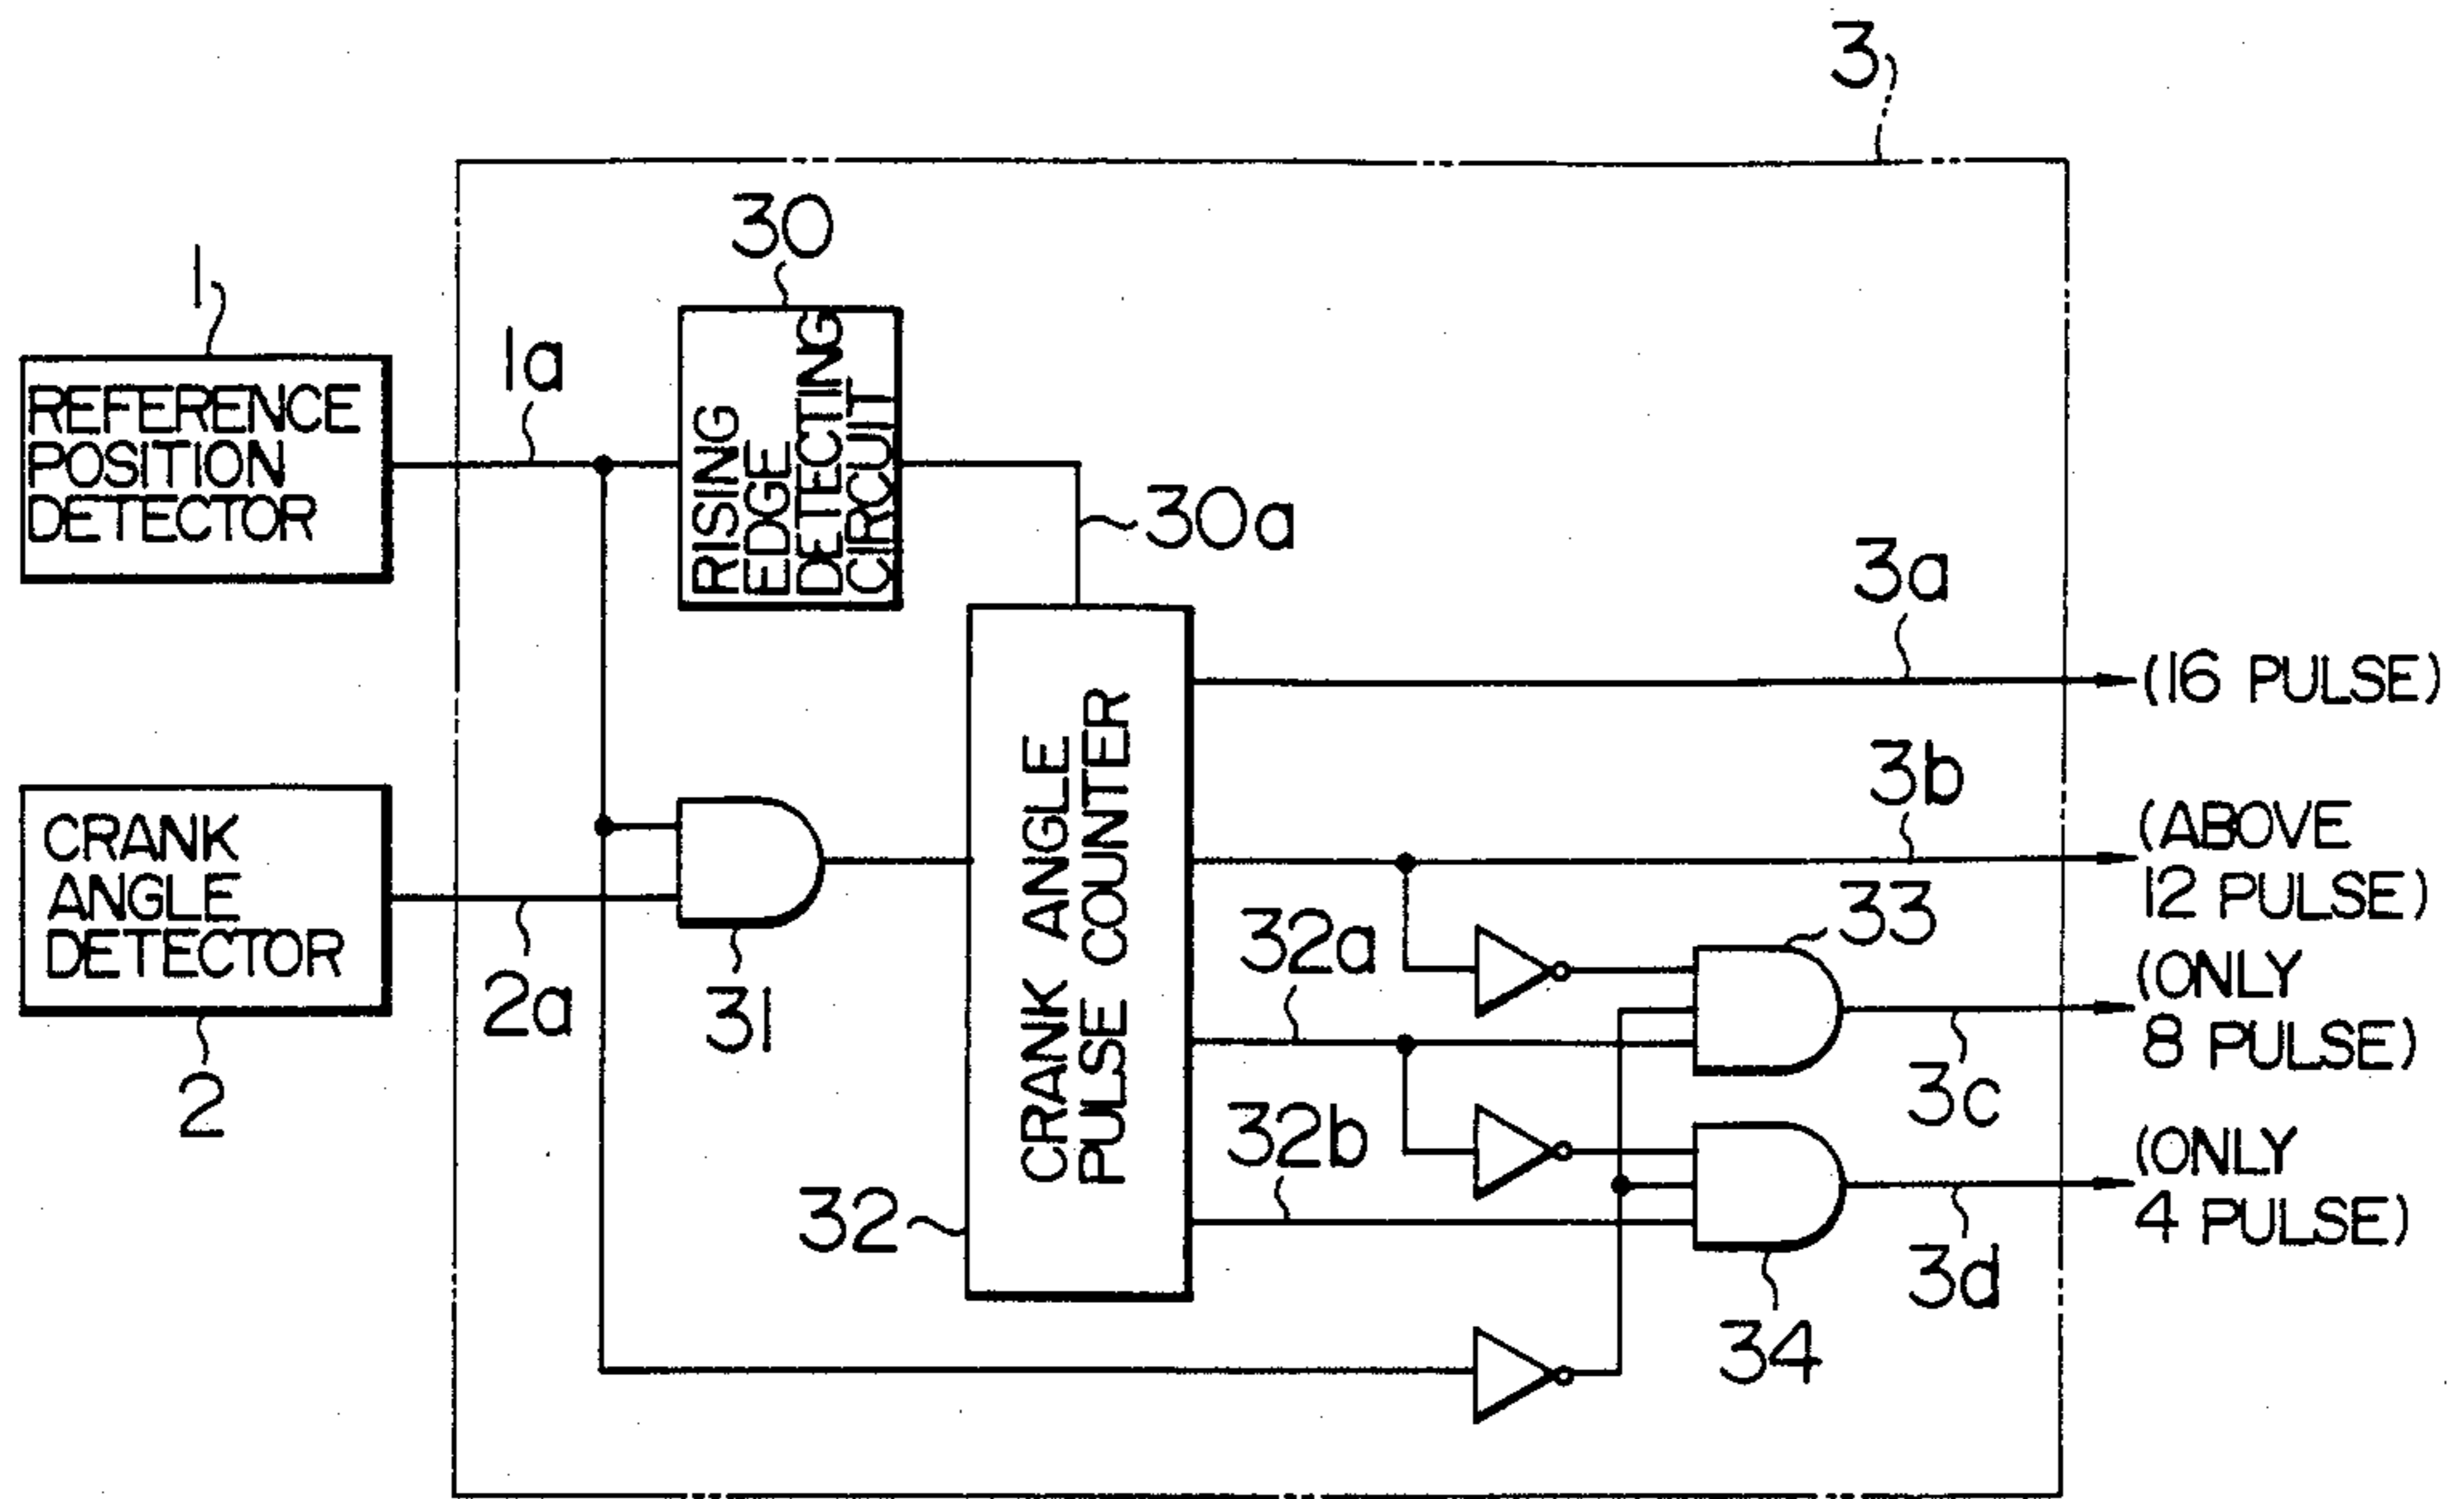 3
30
1
1a
REFERENCE
POSITION
DETECTOR
RISING
EDGE
DETECTING
CIRCUIT
30a
3a
(16 PULSE)
3b
(ABOVE
12 PULSE)
CRANK
ANGLE
DETECTOR
2a
2
31
CRANK ANGLE
PULSE COUNTER
32
32a
33
(ONLY
8 PULSE)
3c
32b
(ONLY
4 PULSE)
3d
34